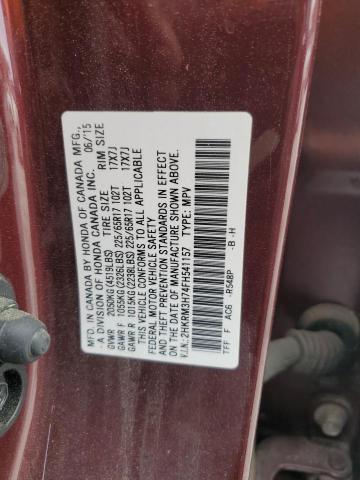 MFD. IN CANADA BY HONDA OF CANADA MFG., 06/15
A DIVISION OF HONDA CANADA INC.
TIRE SIZE RIM SIZE
GVWR 2050KG (4519LBS)
GAWR F 1055KG (2326LBS) 225/65R17 102T 17X7J
GAWR R 1015KG (2238LBS) 225/65R17 102T 17X7J
THIS VEHICLE CONFORMS TO ALL APPLICABLE
FEDERAL MOTOR VEHICLE SAFETY
AND THEFT PREVENTION STANDARDS IN EFFECT
ON THE DATE OF MANUFACTURE SHOWN ABOVE.
V.I.N.:2HKRM3H74FH541157 TYPE: MPV
TFF F AC6 -R548P -B -H